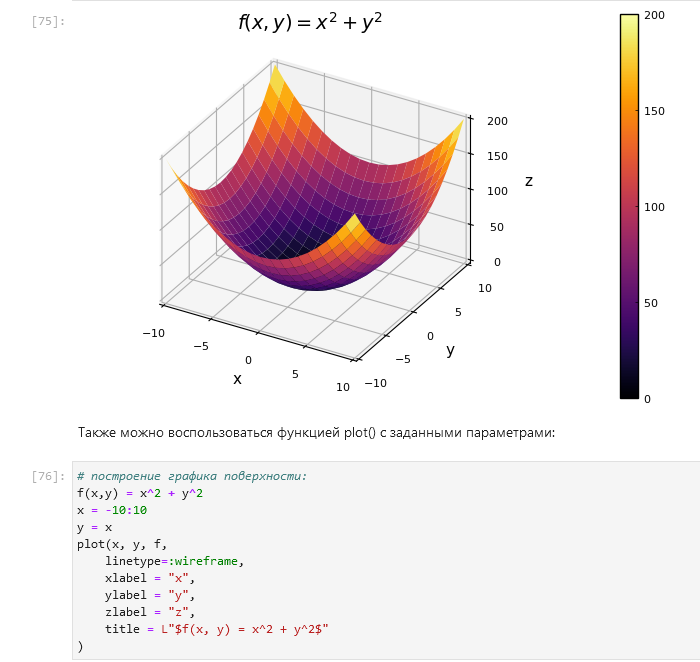 [75]:
f(x, y) = x² + y²
200
150
100
50
0
200
150
100
50
0
z
10
5
0
−5
−10
y
−10
−5
0
5
10
x
Также можно воспользоваться функцией plot() с заданными параметрами:
[76]:
# построение графика поверхности:
f(x,y) = x^2 + y^2
x = -10:10
y = x
plot(x, y, f,
    linetype=:wireframe,
    xlabel = "x",
    ylabel = "y",
    zlabel = "z",
    title = L"$f(x, y) = x^2 + y^2$"
)